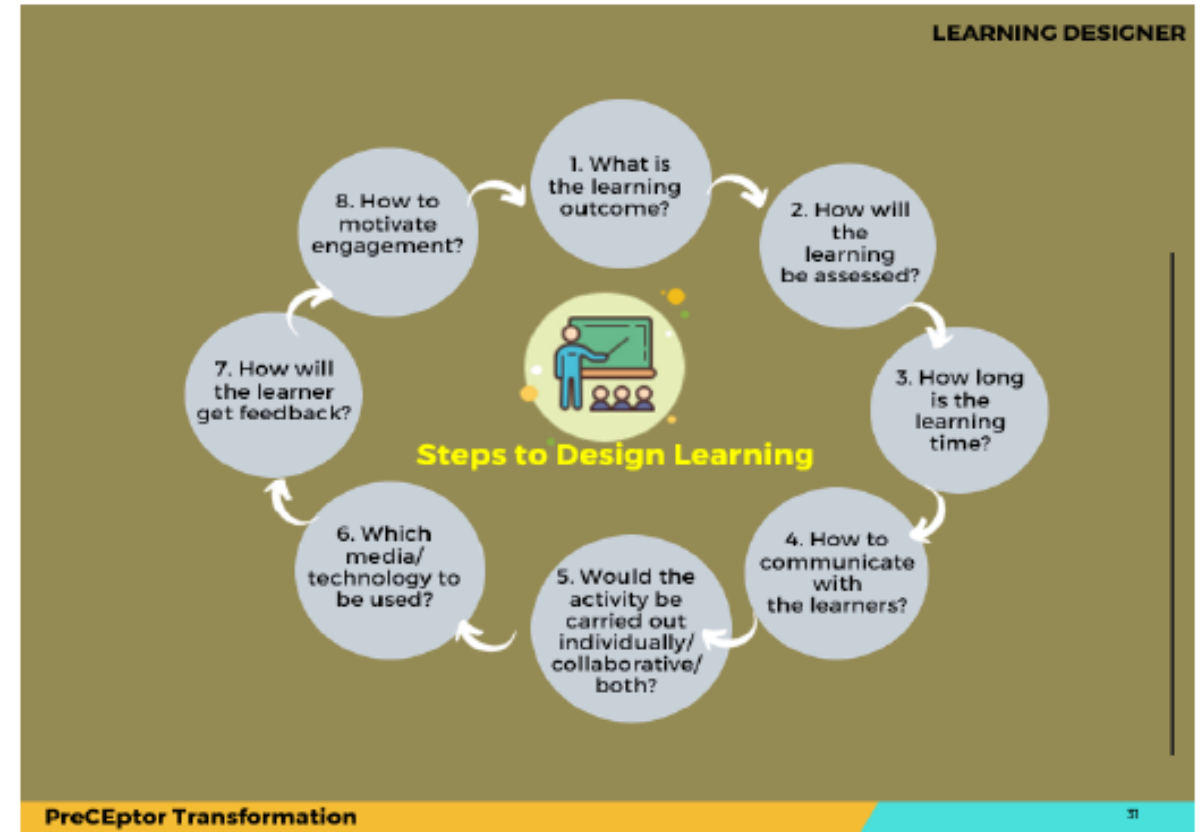 LEARNING DESIGNER
1. What is
the learning
outcome?
2. How will
the
learning
be assessed?
3. How long
is the
learning
time?
4. How to
communicate
with
the learners?
5. Would the
activity be
carried out
individually/
collaborative/
both?
6. Which
media/
technology to
be used?
7. How will
the learner
get feedback?
8. How to
motivate
engagement?
Steps to Design Learning
PreCEptor Transformation
31